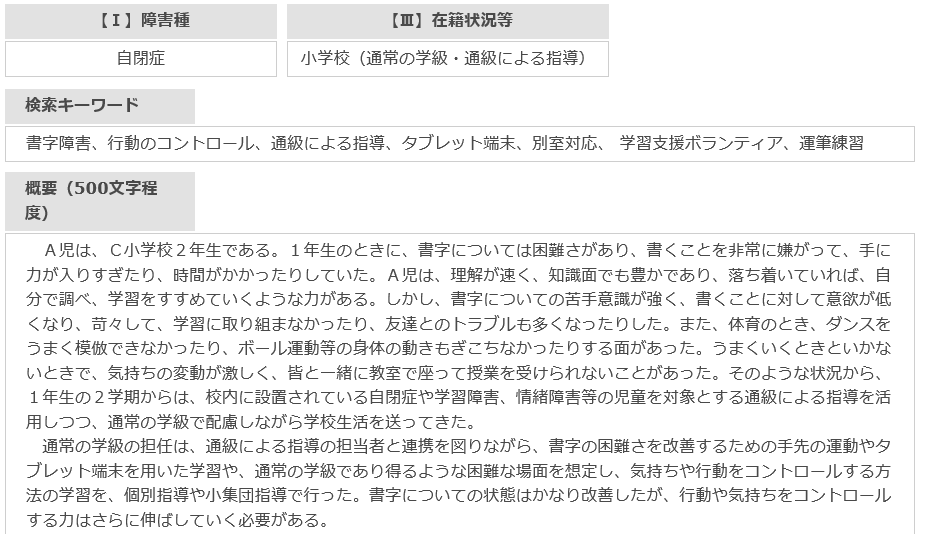 【Ⅰ】障害種
【Ⅲ】在籍状況等
自閉症
小学校（通常の学級・通級による指導）
検索キーワード
書字障害、行動のコントロール、通級による指導、タブレット端末、別室対応、 学習支援ボランティア、運筆練習
概要（500文字程
度）
　Ａ児は、Ｃ小学校２年生である。１年生のときに、書字については困難さがあり、書くことを非常に嫌がって、手に
力が入りすぎたり、時間がかかったりしていた。Ａ児は、理解が速く、知識面でも豊かであり、落ち着いていれば、自
分で調べ、学習をすすめていくような力がある。しかし、書字についての苦手意識が強く、書くことに対して意欲が低
くなり、苛々して、学習に取り組まなかったり、友達とのトラブルも多くなったりした。また、体育のとき、ダンスを
うまく模倣できなかったり、ボール運動等の身体の動きもぎこちなかったりする面があった。うまくいくときといかな
いときで、気持ちの変動が激しく、皆と一緒に教室で座って授業を受けられないことがあった。そのような状況から、
１年生の２学期からは、校内に設置されている自閉症や学習障害、情緒障害等の児童を対象とする通級による指導を活
用しつつ、通常の学級で配慮しながら学校生活を送ってきた。
　通常の学級の担任は、通級による指導の担当者と連携を図りながら、書字の困難さを改善するための手先の運動やタ
ブレット端末を用いた学習や、通常の学級であり得るような困難な場面を想定し、気持ちや行動をコントロールする方
法の学習を、個別指導や小集団指導で行った。書字についての状態はかなり改善したが、行動や気持ちをコントロール
する力はさらに伸ばしていく必要がある。